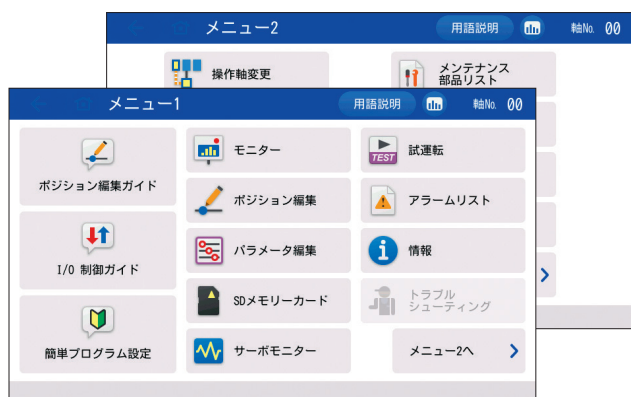 メニュー2
用語説明
軸No. 00
操作軸変更
メンテナンス
部品リスト
メニュー1
用語説明
軸No. 00
ポジション編集ガイド
モニター
TEST
試運転
ポジション編集
アラームリスト
I/O 制御ガイド
パラメータ編集
情報
SDメモリーカード
トラブル
シューティング
簡単プログラム設定
サーボモニター
メニュー2へ